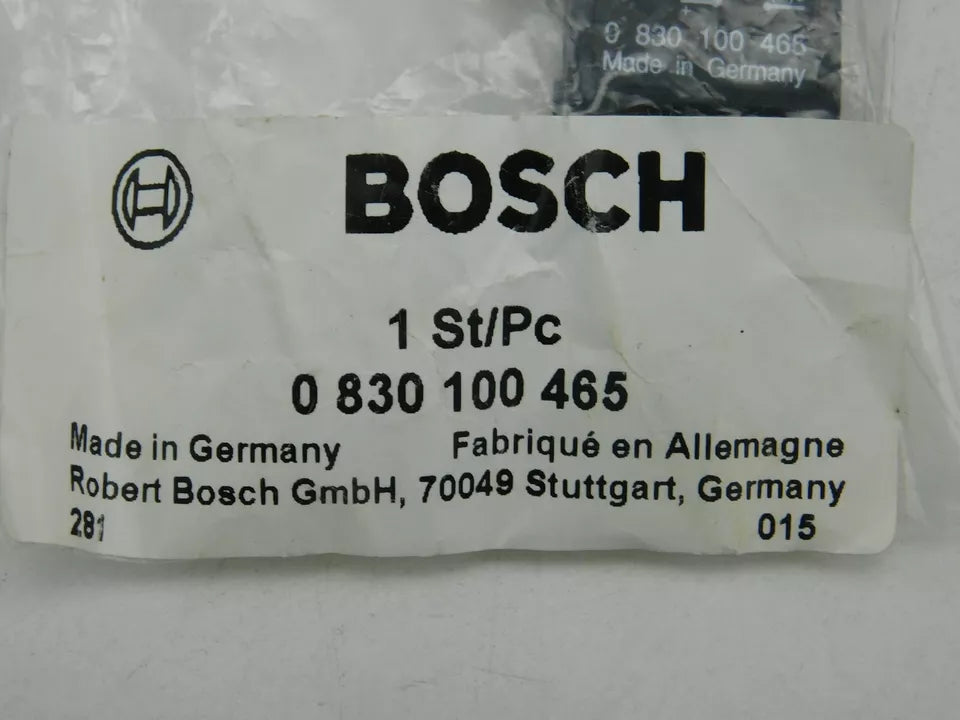 0 830 100 465
Made in Germany
BOSCH
1 St/Pc
0 830 100 465
Made in Germany Fabriqué en Allemagne
Robert Bosch GmbH, 70049 Stuttgart, Germany
281 015